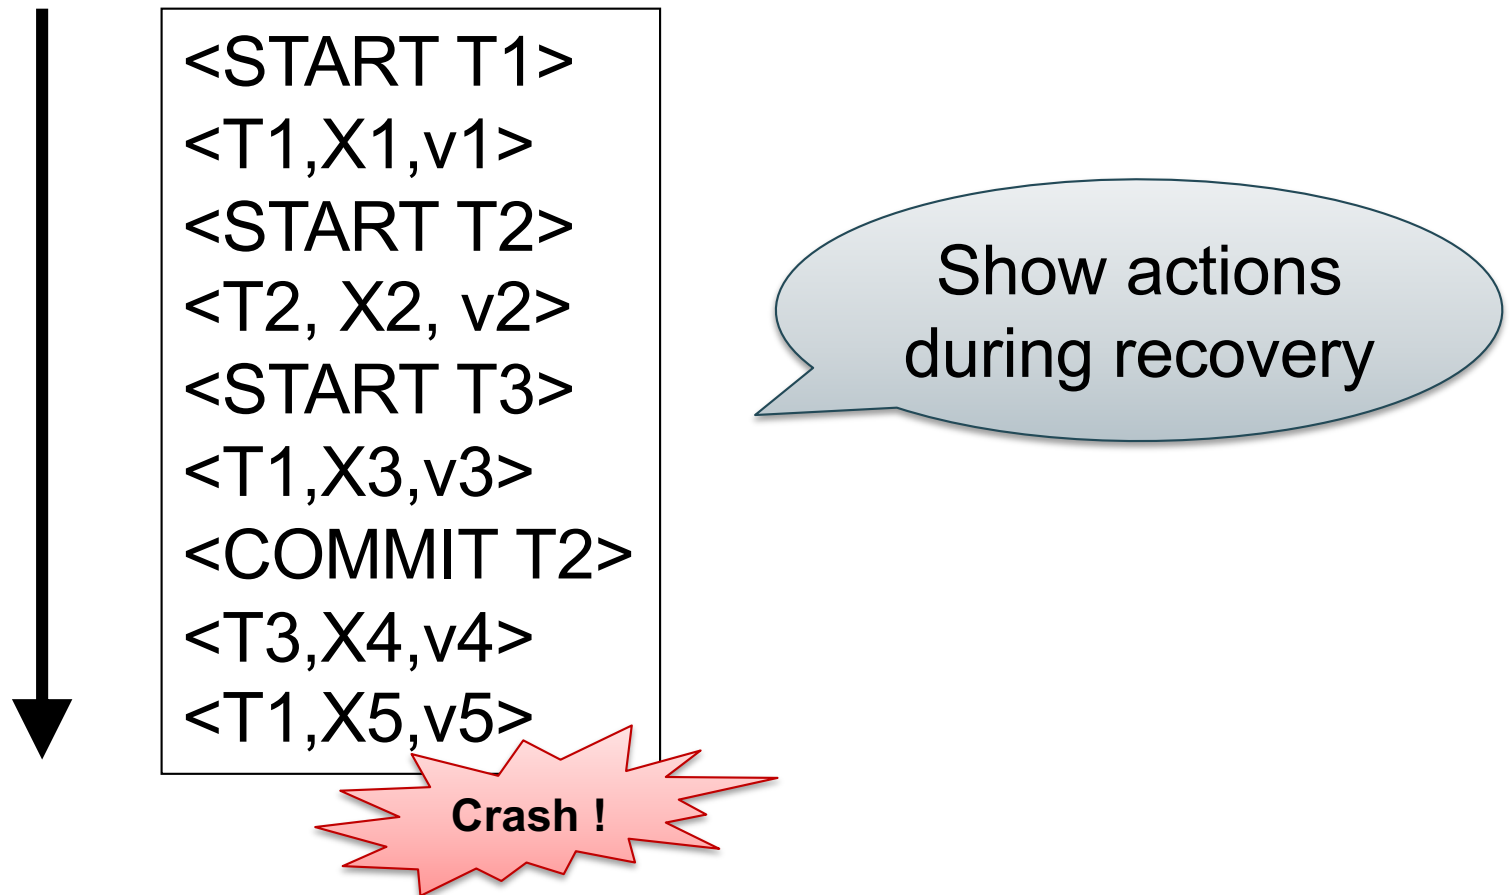 <START T1>
<T1,X1,v1>
<START T2>
<T2, X2, v2>
<START T3>
<T1,X3,v3>
<COMMIT T2>
<T3,X4,v4>
<T1,X5,v5>
Crash !
Show actions
during recovery